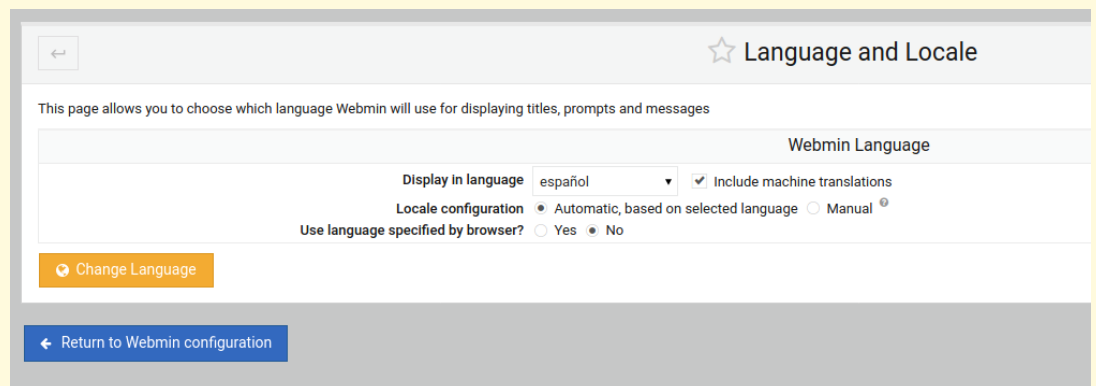 Language and Locale
This page allows you to choose which language Webmin will use for displaying titles, prompts and messages
Webmin Language
Display in language español Include machine translations
Locale configuration Automatic, based on selected language Manual ?
Use language specified by browser? Yes No
Change Language
Return to Webmin configuration